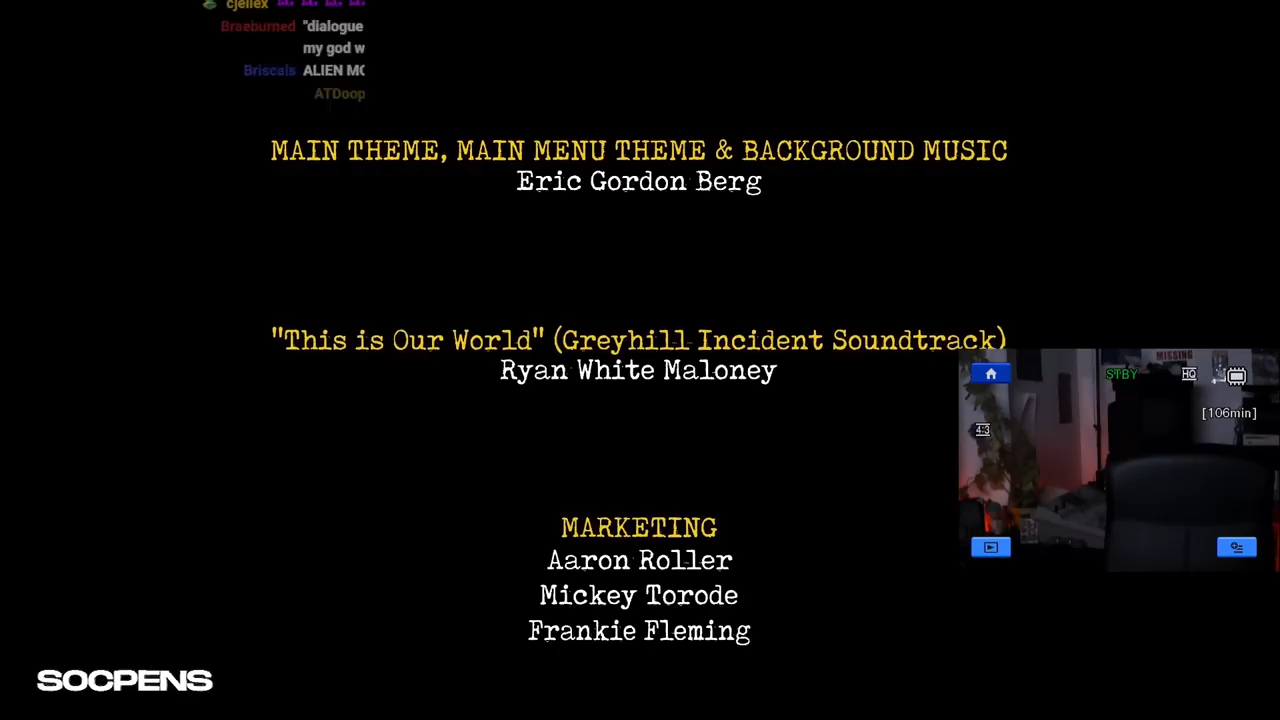 cjellex
Braeburned "dialogue
my god w
Briscais ALIEN MO
ATDoop
MAIN THEME, MAIN MENU THEME & BACKGROUND MUSIC
Eric Gordon Berg
"This is Our World" (Greyhill Incident Soundtrack)
Ryan White Maloney
MISSING
STBY HQ
[106min]
4:3
MARKETING
Aaron Roller
Mickey Torode
Frankie Fleming
SOCPENS